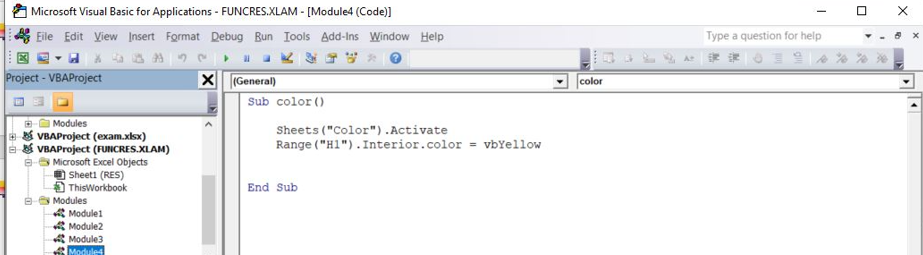 Microsoft Visual Basic for Applications - FUNCRES.XLAM - [Module4 (Code)]
File Edit View Insert Format Debug Run Tools Add-Ins Window Help Type a question for help
Project - VBAProject
(General) color
Modules
VBAProject (exam.xlsx)
VBAProject (FUNCRES.XLAM)
Microsoft Excel Objects
Sheet1 (RES)
ThisWorkbook
Modules
Module1
Module2
Module3
Module4
Sub color()
Sheets("Color").Activate
Range("H1").Interior.color = vbYellow
End Sub